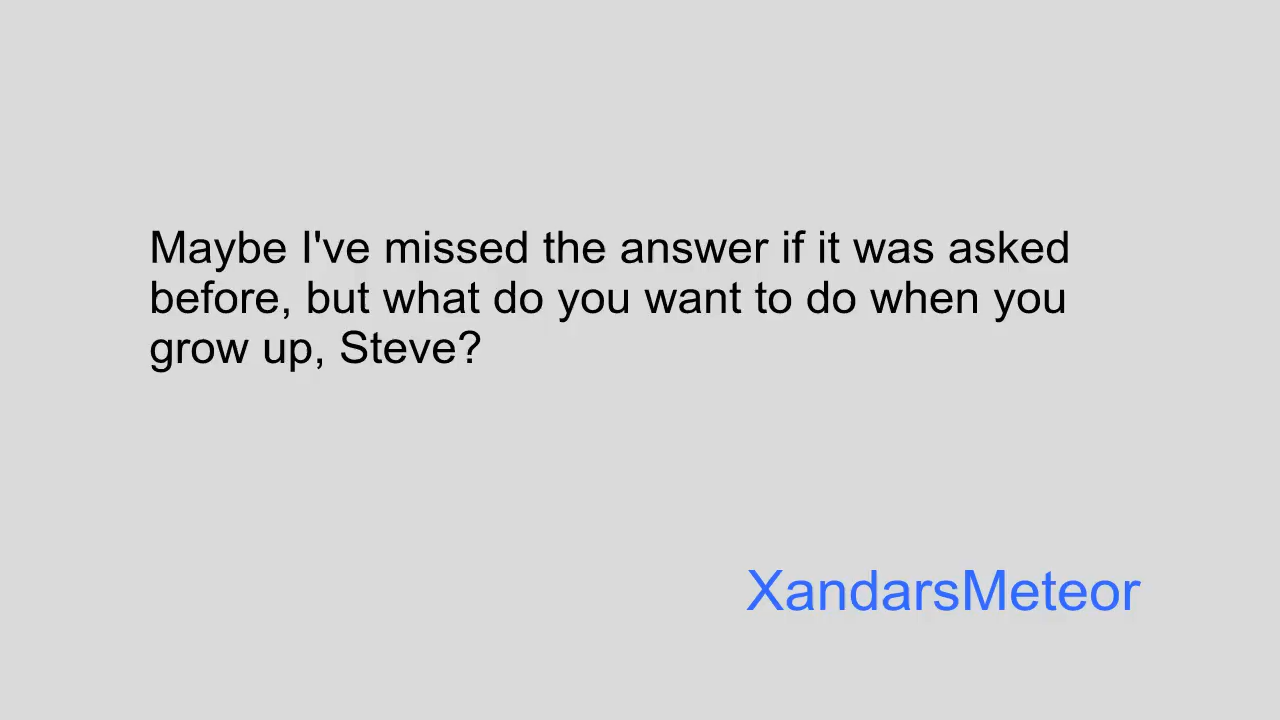 Maybe I've missed the answer if it was asked
before, but what do you want to do when you
grow up, Steve?
XandarsMeteor